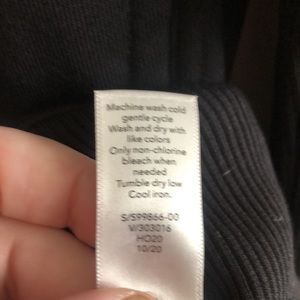 Machine wash cold
gentle cycle
Wash and dry with
like colors
Only non-chlorine
bleach when
needed
Tumble dry low
Cool iron.
S/S99866-00
V/303016
HO20
10/20